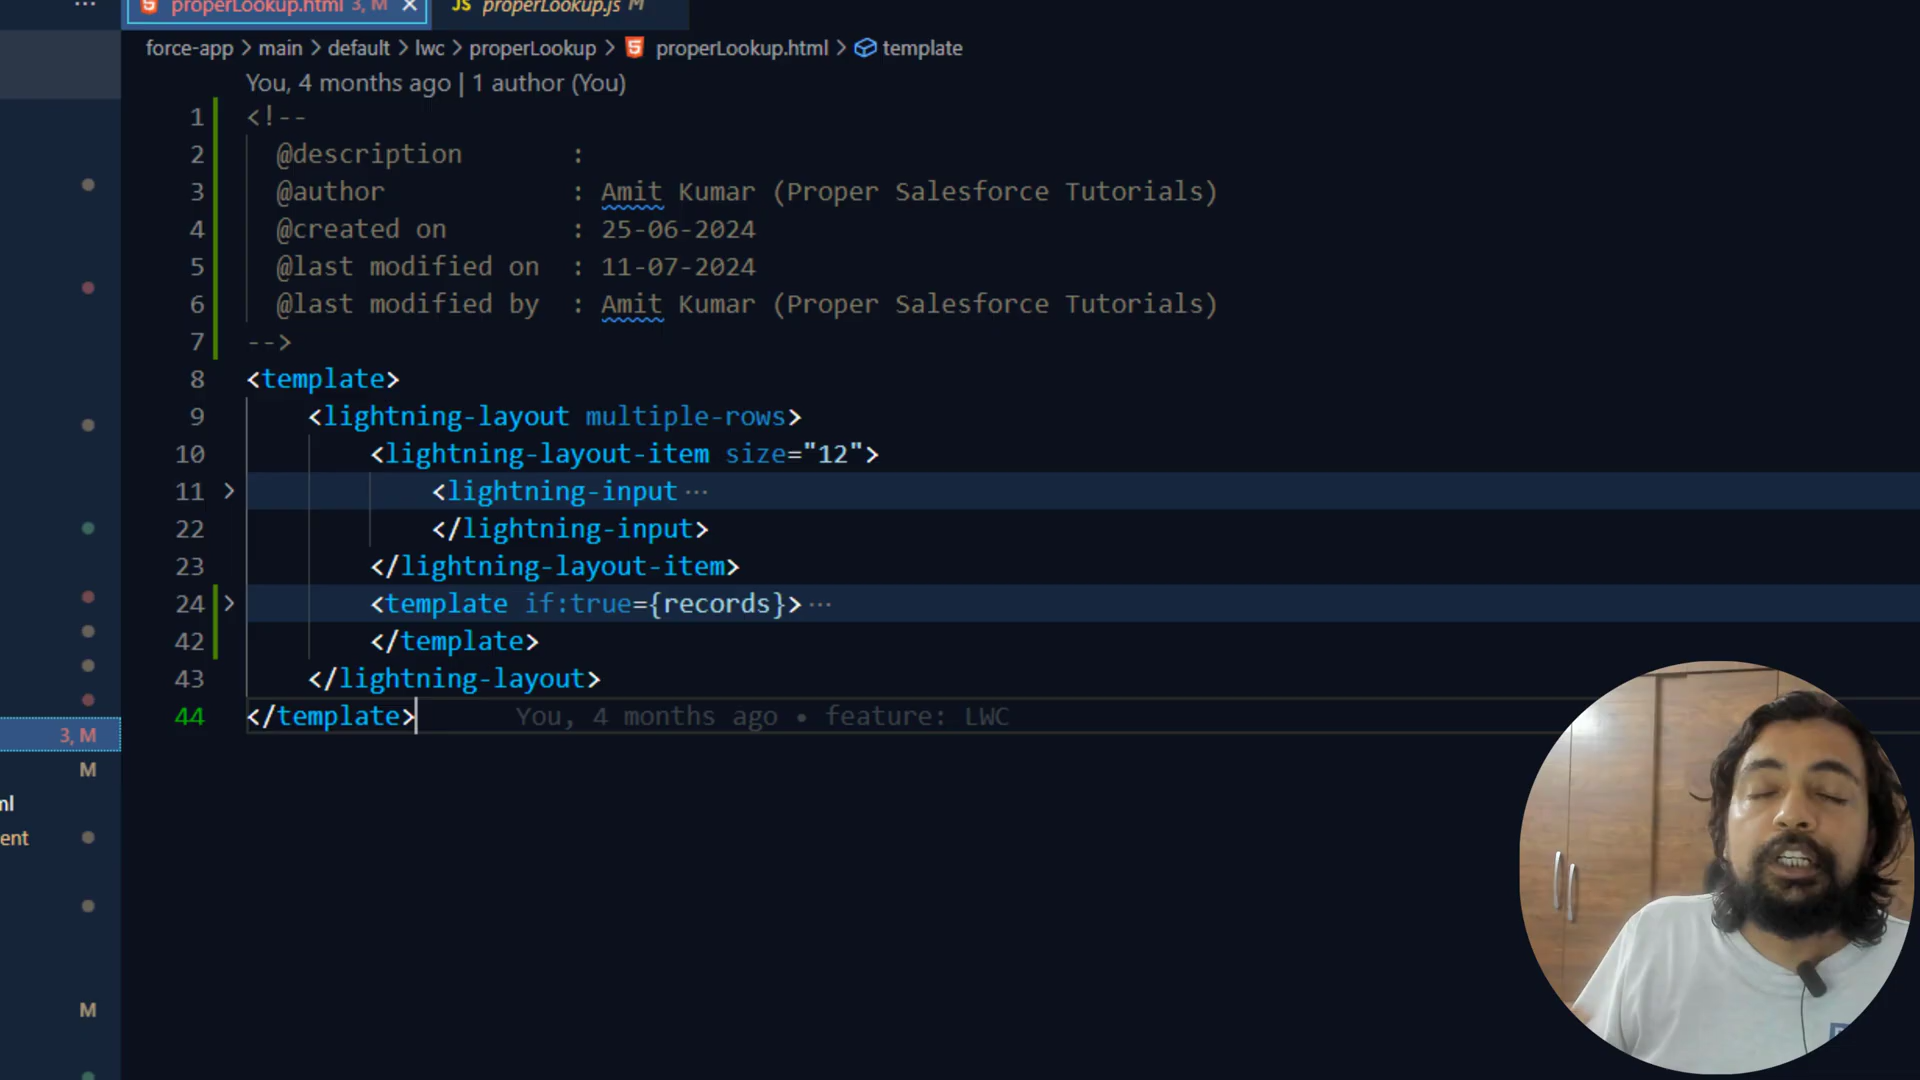 properLookup.html 3, M
properLookup.js M
force-app > main > default > lwc > properLookup > properLookup.html > template
You, 4 months ago | 1 author (You)
1 <!--
2 @description :
3 @author : Amit Kumar (Proper Salesforce Tutorials)
4 @created on : 25-06-2024
5 @last modified on : 11-07-2024
6 @last modified by : Amit Kumar (Proper Salesforce Tutorials)
7 -->
8 <template>
9 <lightning-layout multiple-rows>
10 <lightning-layout-item size="12">
11 <lightning-input ...
22 </lightning-input>
23 </lightning-layout-item>
24 <template if:true={records}> ...
42 </template>
43 </lightning-layout>
44 </template> You, 4 months ago • feature: LWC
3, M
M
ml
ent
M